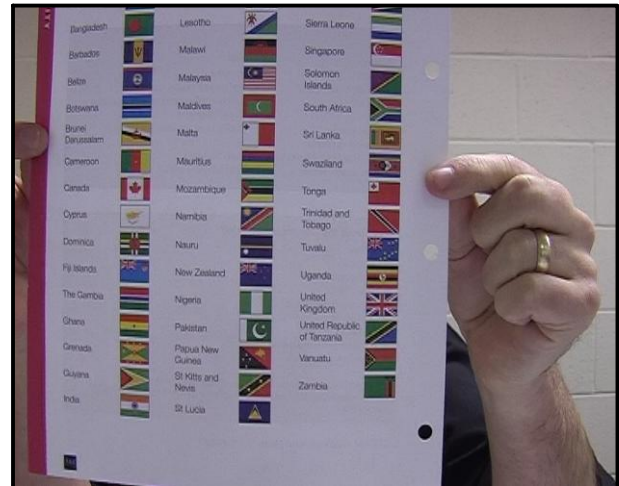 Bangladesh
Barbados
Belize
Botswana
Brunei
Darussalam
Cameroon
Canada
Cyprus
Dominica
Fiji Islands
The Gambia
Ghana
Grenada
Guyana
India
Lesotho
Malawi
Malaysia
Maldives
Malta
Mauritius
Mozambique
Namibia
Nauru
New Zealand
Nigeria
Pakistan
Papua New
Guinea
St Kitts and
Nevis
St Lucia
Sierra Leone
Singapore
Solomon
Islands
South Africa
Sri Lanka
Swaziland
Tonga
Trinidad and
Tobago
Tuvalu
Uganda
United
Kingdom
United Republic
of Tanzania
Vanuatu
Zambia